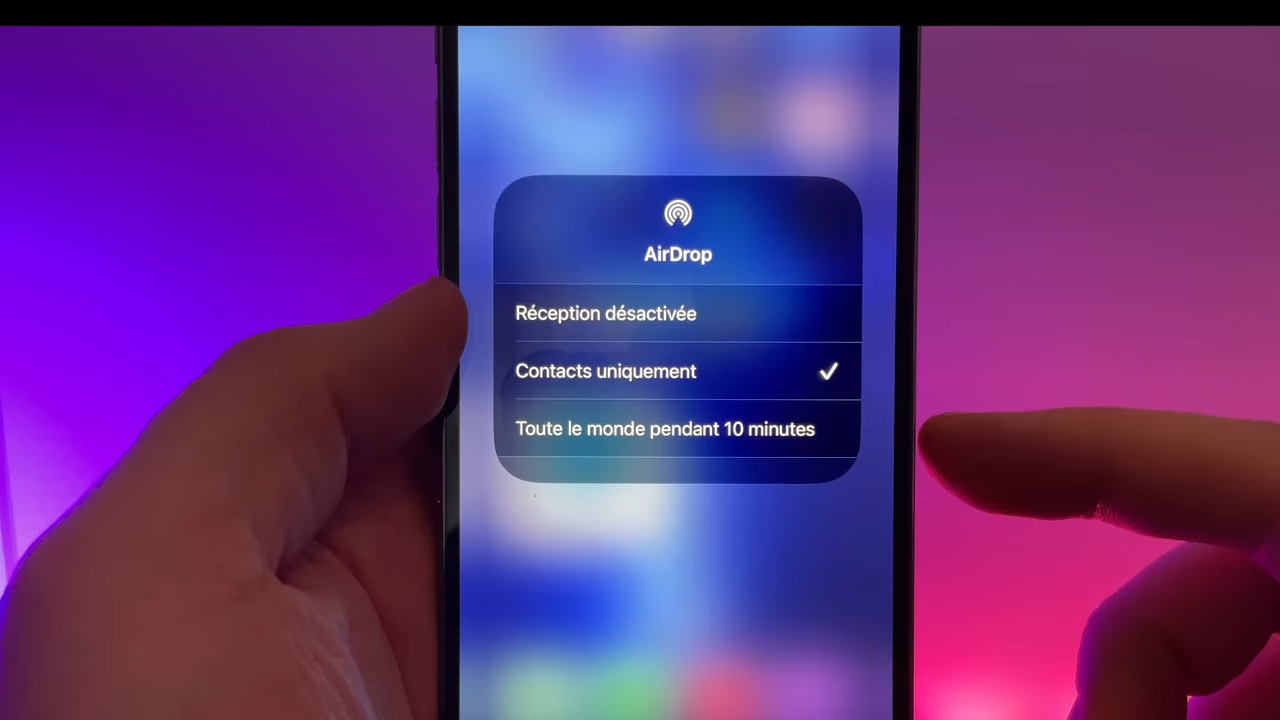 AirDrop
Réception désactivée
Contacts uniquement
Toute le monde pendant 10 minutes